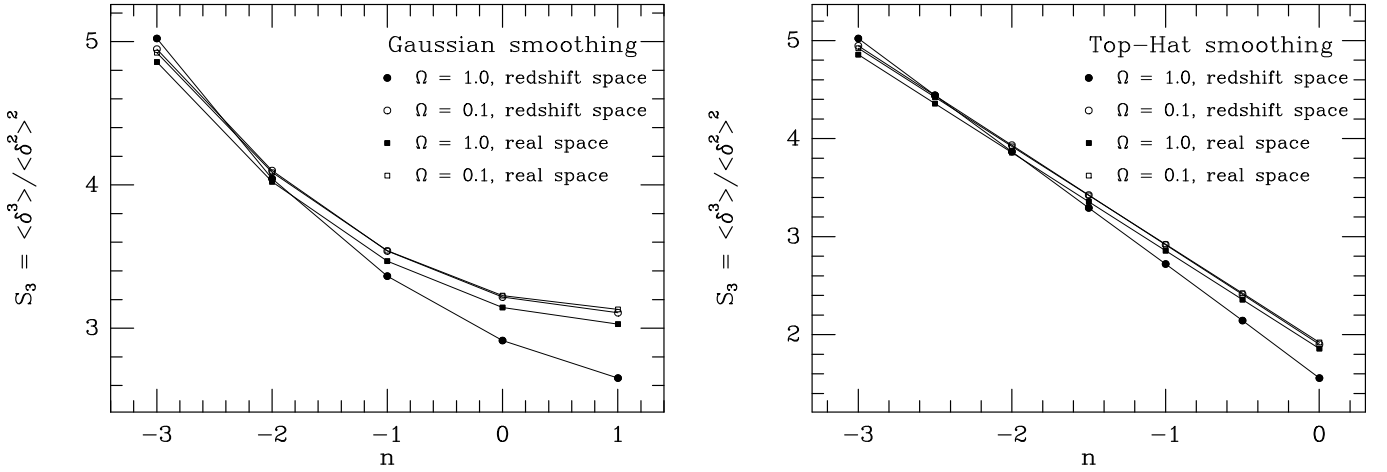 S₃ = <δ³>/<δ²>²
5
4
3
Gaussian smoothing
● Ω = 1.0, redshift space
○ Ω = 0.1, redshift space
■ Ω = 1.0, real space
□ Ω = 0.1, real space
−3 −2 −1 0 1
n
S₃ = <δ³>/<δ²>²
5
4
3
2
Top−Hat smoothing
● Ω = 1.0, redshift space
○ Ω = 0.1, redshift space
■ Ω = 1.0, real space
□ Ω = 0.1, real space
−3 −2 −1 0
n